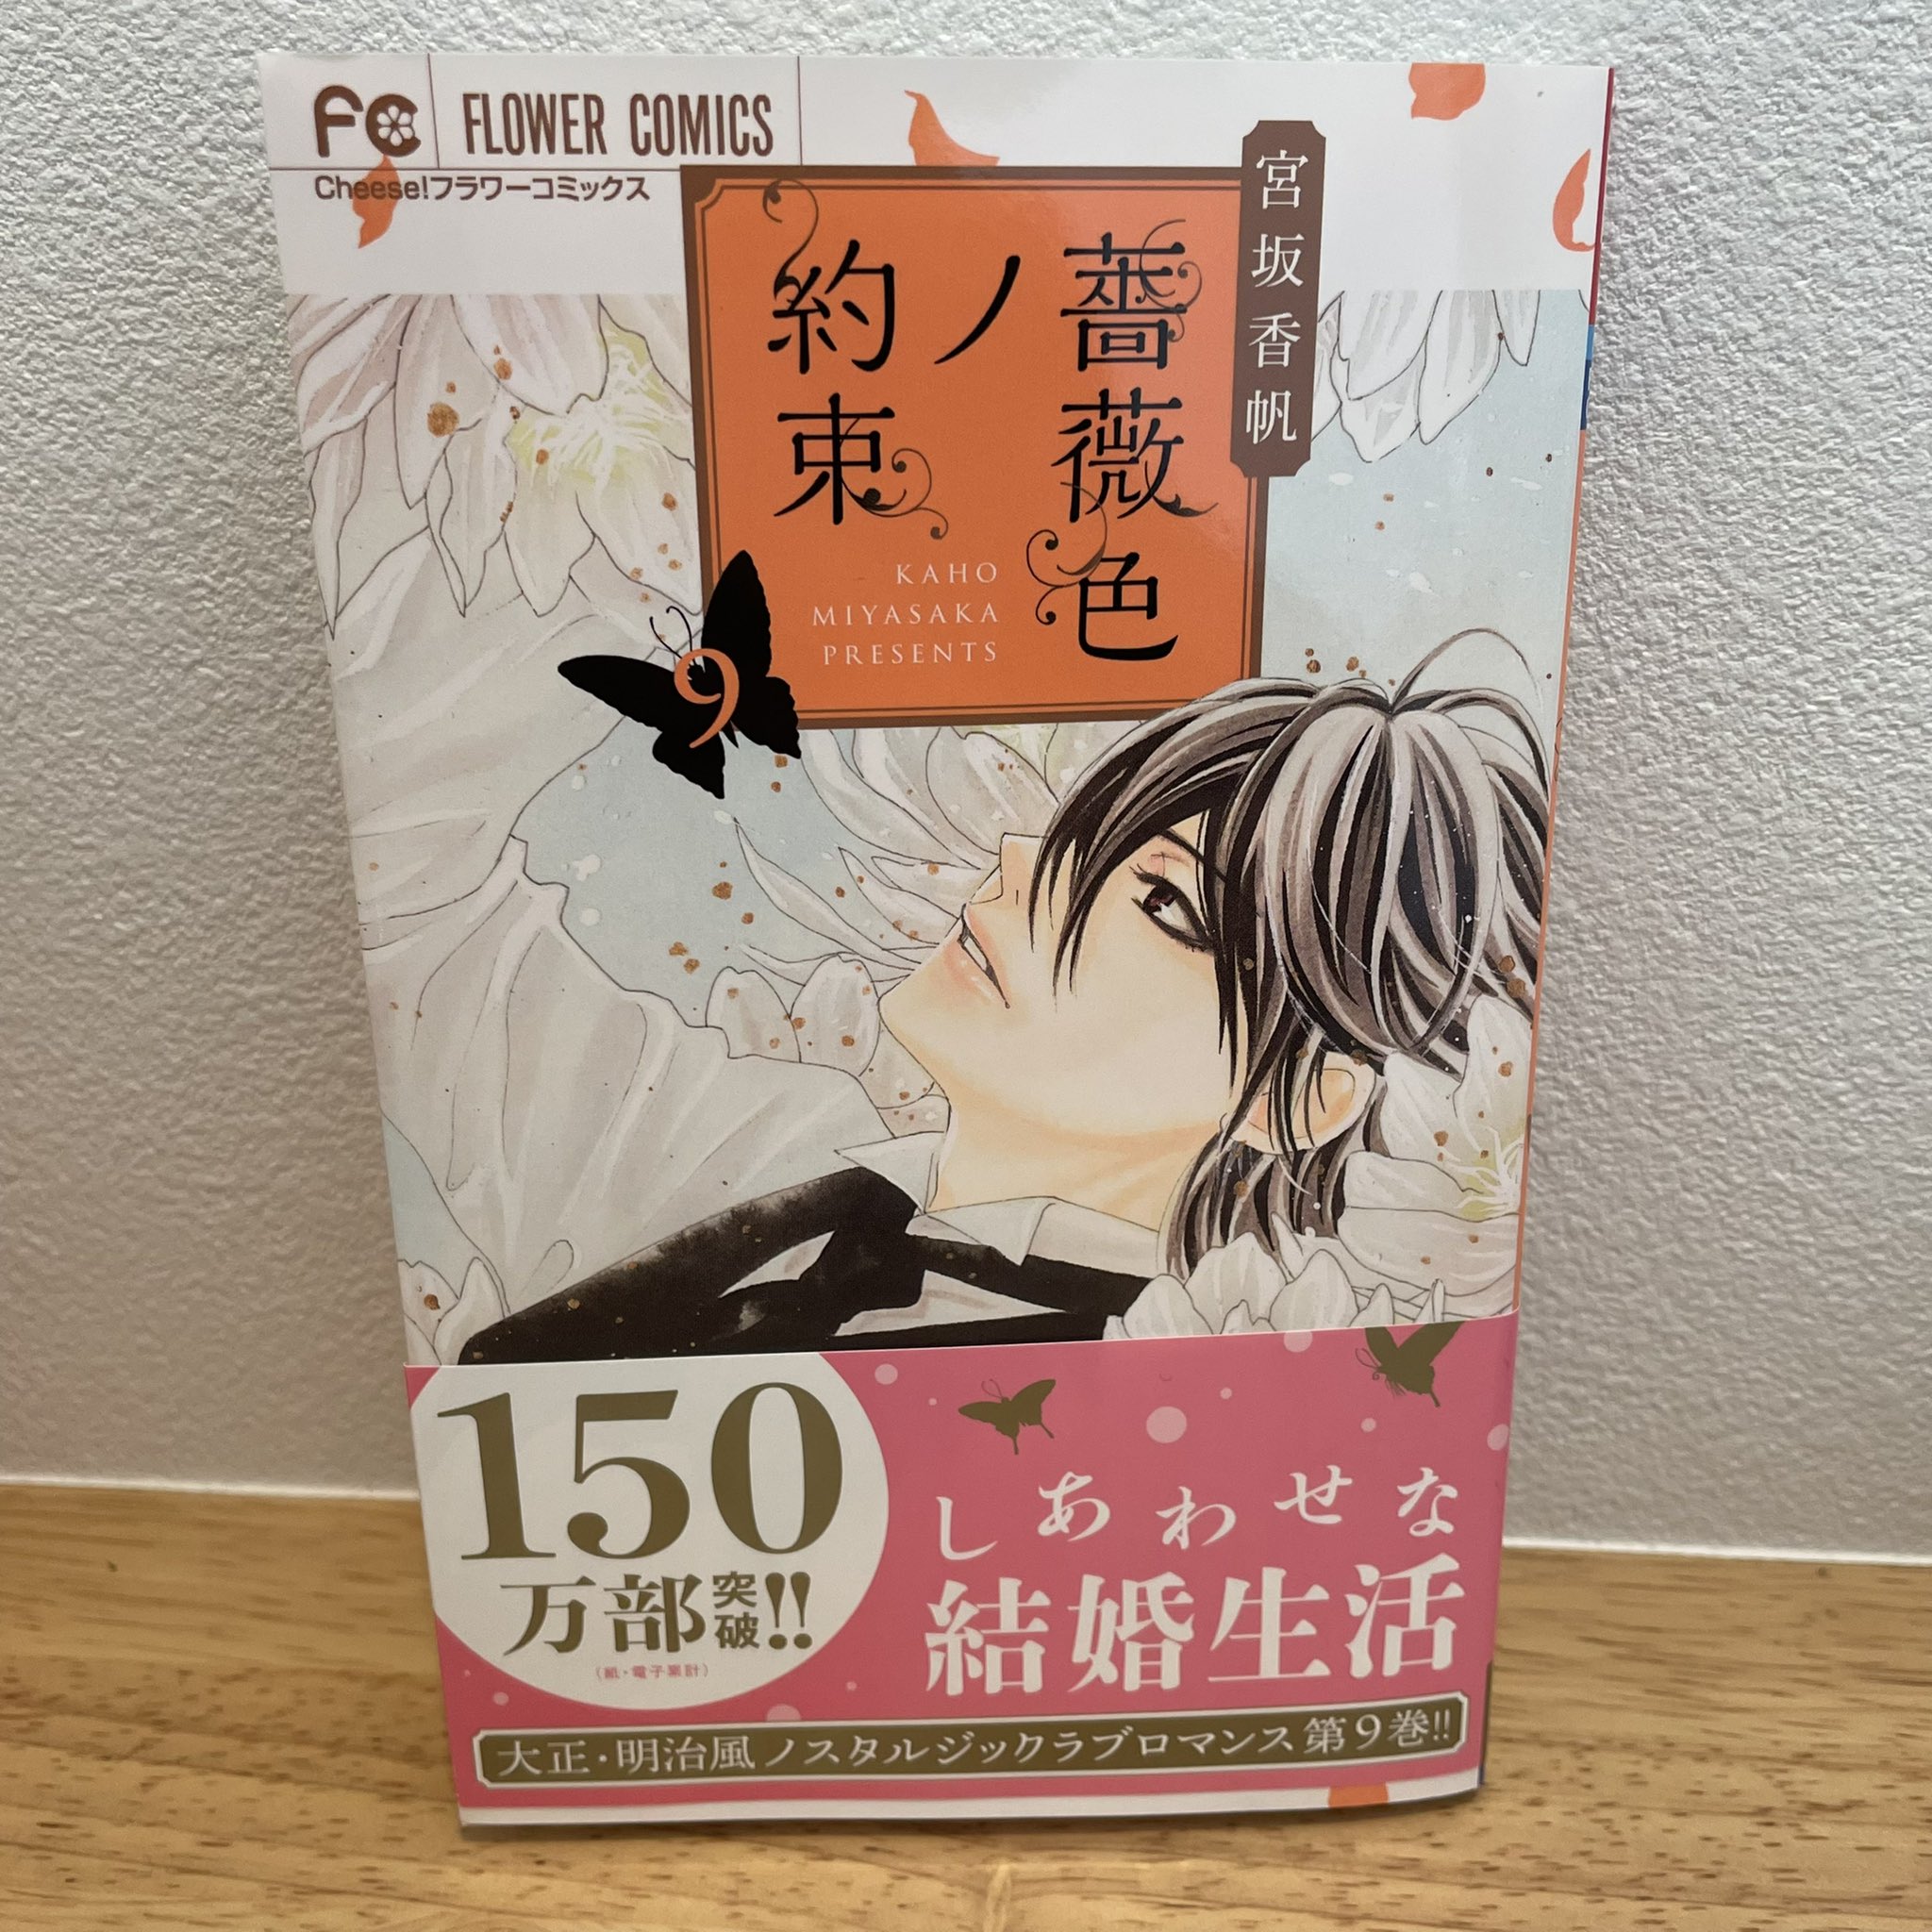 FC
FLOWER COMICS
Cheese!フラワーコミックス
宮坂香帆
薔薇色
ノ
約束
KAHO
MIYASAKA
PRESENTS
9
150
万部突破!!
(紙・電子累計)
しあわせな
結婚生活
大正・明治風ノスタルジックラブロマンス第9巻!!